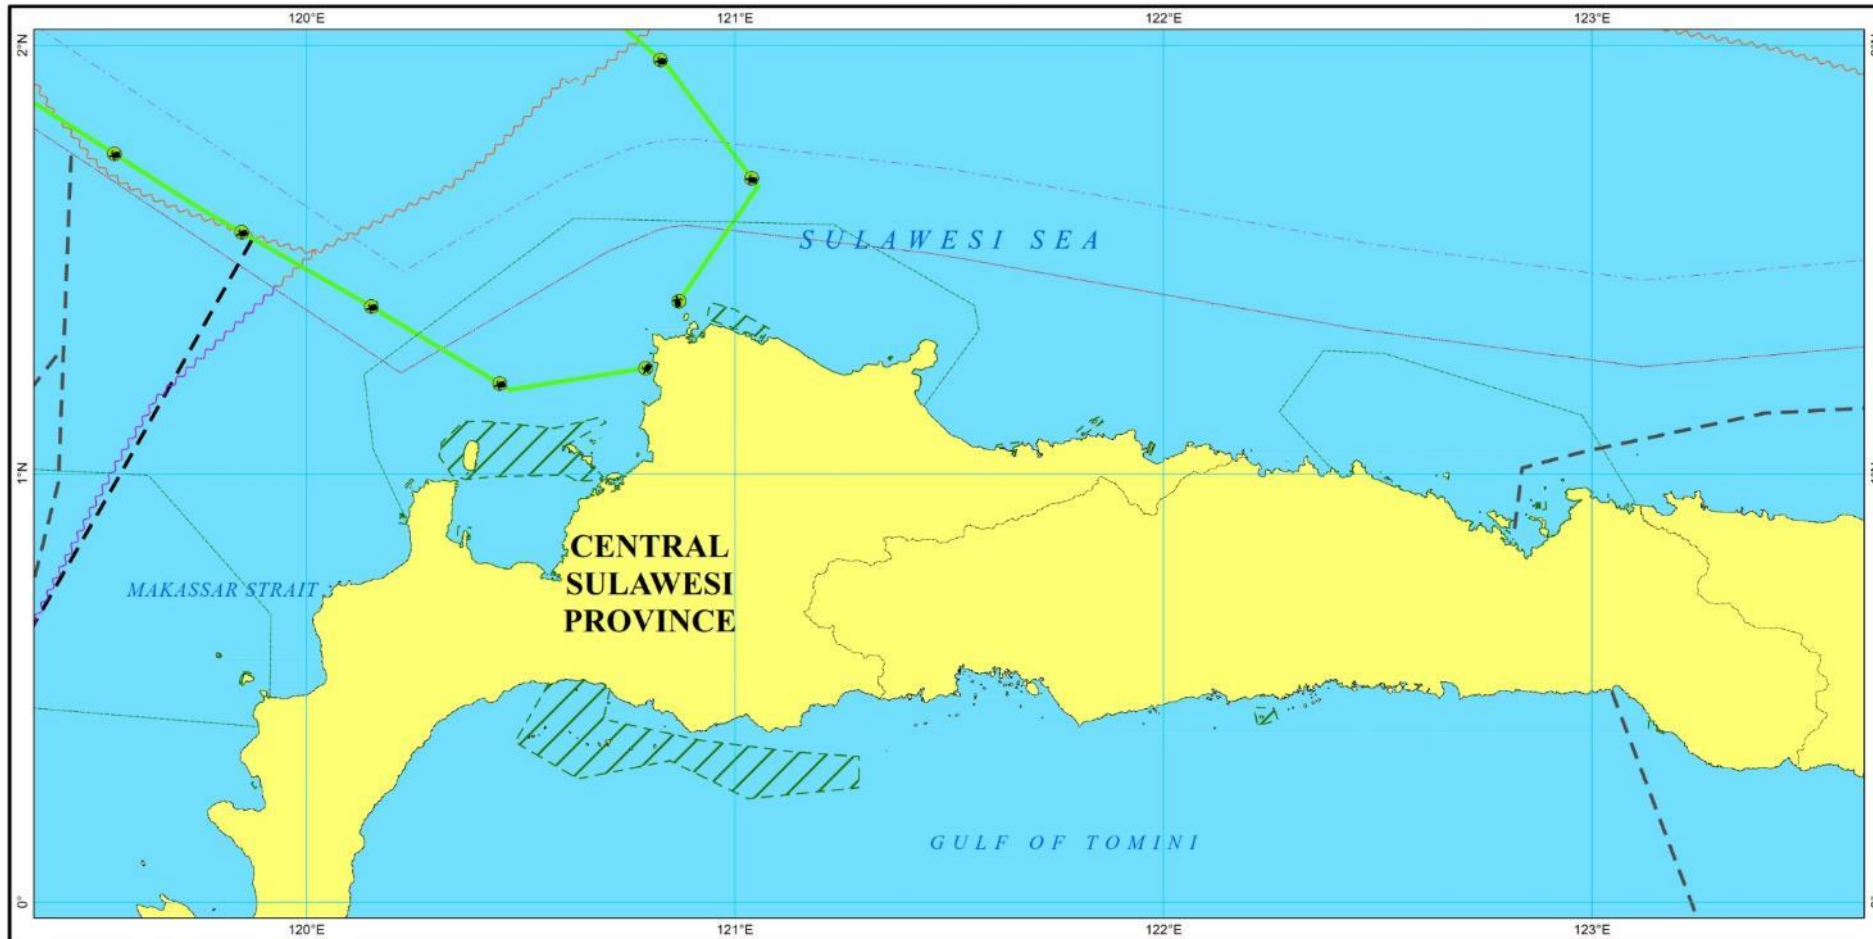 120°E 121°E 122°E 123°E
2°N
SULAWESI SEA
1°N
CENTRAL
SULAWESI
PROVINCE
MAKASSAR STRAIT
GULF OF TOMINI
0°
120°E 121°E 122°E 123°E